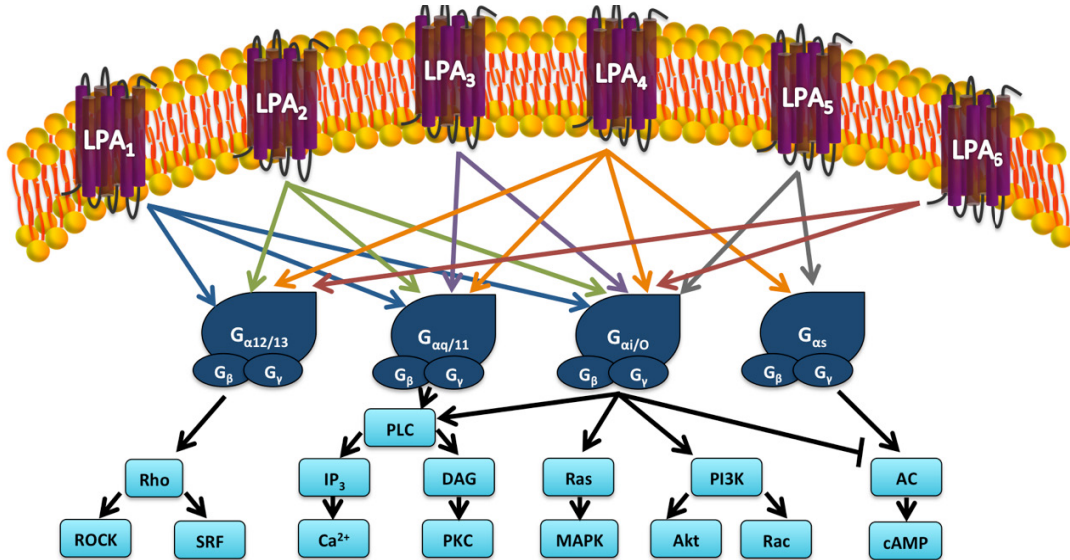 LPA₁
LPA₂
LPA₃
LPA₄
LPA₅
LPA₆
Gα12/13
Gβ
Gγ
Gαq/11
Gβ
Gγ
Gαi/O
Gβ
Gγ
Gαs
Gβ
Gγ
PLC
Rho
IP₃
DAG
Ras
PI3K
AC
ROCK
SRF
Ca²⁺
PKC
MAPK
Akt
Rac
cAMP